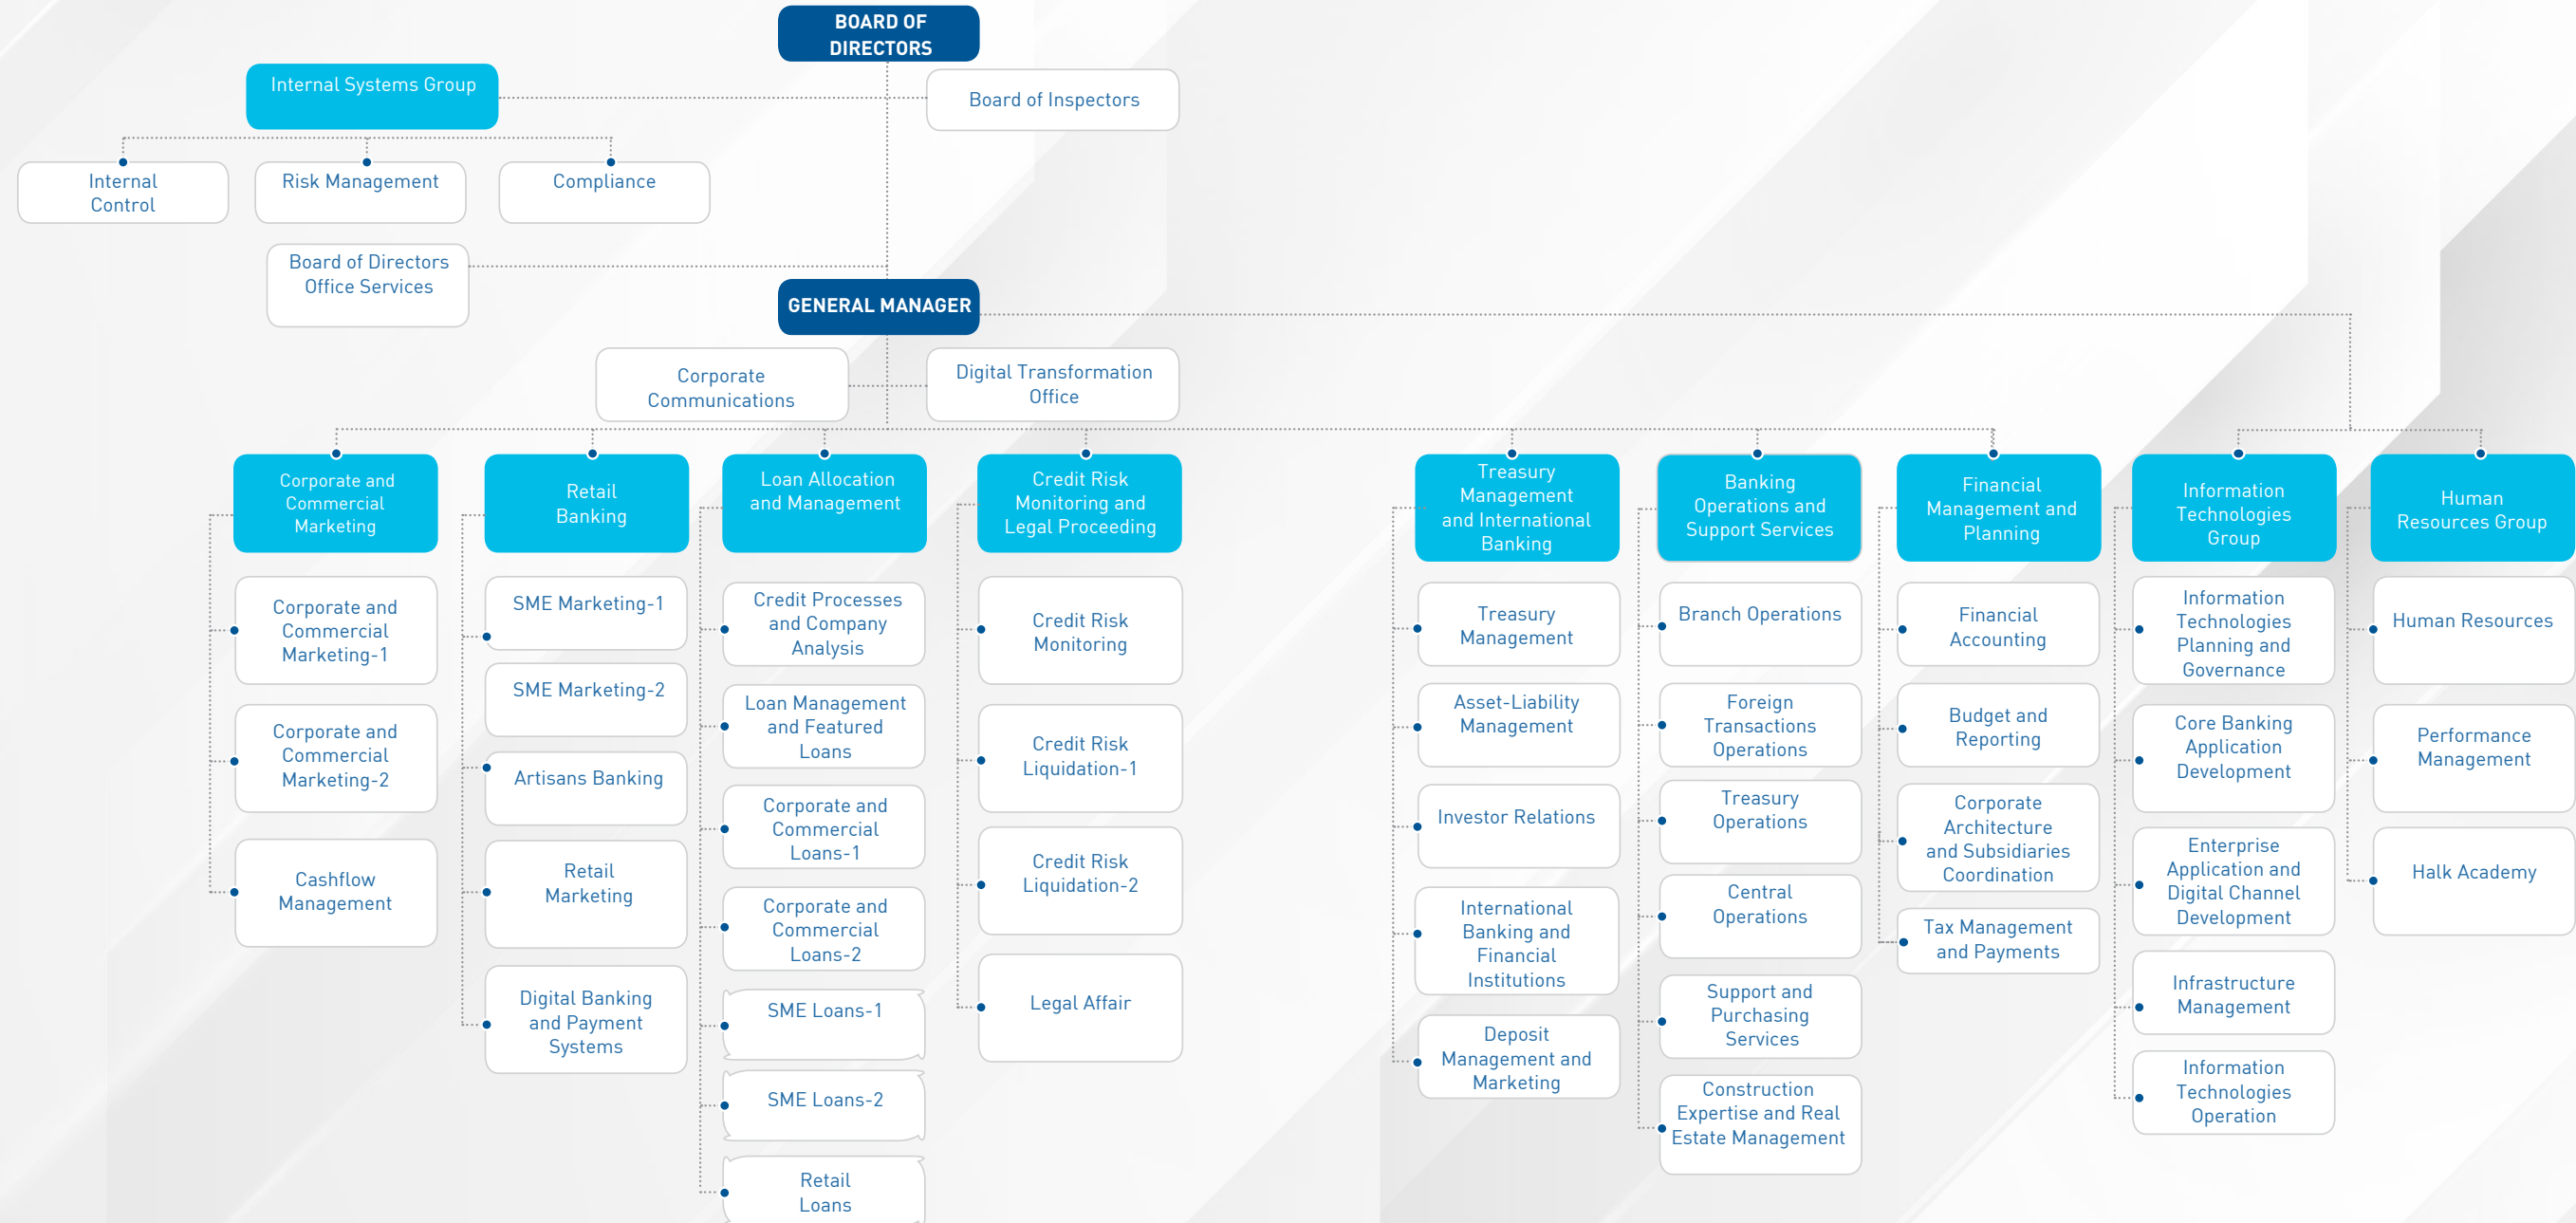 BOARD OF
DIRECTORS
Internal Systems Group
Board of Inspectors
Internal
Control
Risk Management
Compliance
Board of Directors
Office Services
GENERAL MANAGER
Corporate
Communications
Digital Transformation
Office
Corporate and
Commercial
Marketing
Corporate and
Commercial
Marketing-1
Corporate and
Commercial
Marketing-2
Cashflow
Management
Retail
Banking
SME Marketing-1
SME Marketing-2
Artisans Banking
Retail
Marketing
Digital Banking
and Payment
Systems
Loan Allocation
and Management
Credit Processes
and Company
Analysis
Loan Management
and Featured
Loans
Corporate and
Commercial
Loans-1
Corporate and
Commercial
Loans-2
SME Loans-1
SME Loans-2
Retail
Loans
Credit Risk
Monitoring and
Legal Proceeding
Credit Risk
Monitoring
Credit Risk
Liquidation-1
Credit Risk
Liquidation-2
Legal Affair
Treasury
Management
and International
Banking
Treasury
Management
Asset-Liability
Management
Investor Relations
International
Banking and
Financial
Institutions
Deposit
Management and
Marketing
Banking
Operations and
Support Services
Branch Operations
Foreign
Transactions
Operations
Treasury
Operations
Central
Operations
Support and
Purchasing
Services
Construction
Expertise and Real
Estate Management
Financial
Management and
Planning
Financial
Accounting
Budget and
Reporting
Corporate
Architecture
and Subsidiaries
Coordination
Tax Management
and Payments
Information
Technologies
Group
Information
Technologies
Planning and
Governance
Core Banking
Application
Development
Enterprise
Application and
Digital Channel
Development
Infrastructure
Management
Information
Technologies
Operation
Human
Resources Group
Human Resources
Performance
Management
Halk Academy